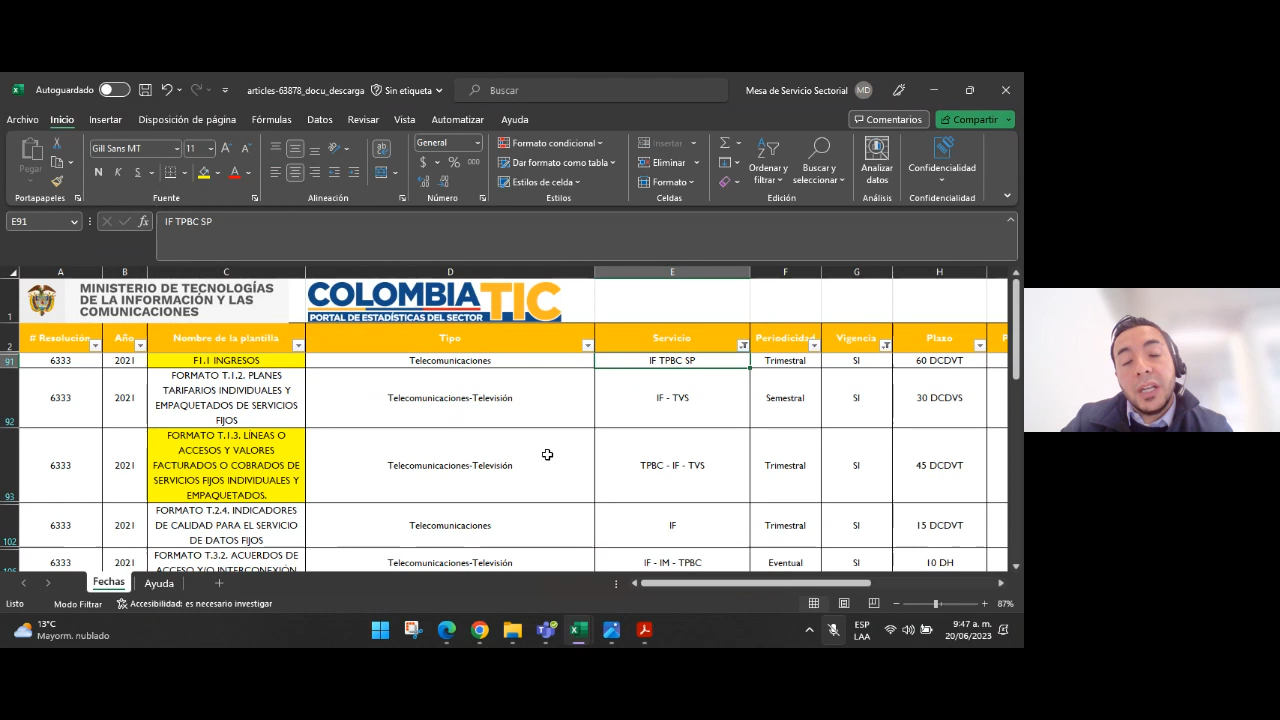 Autoguardado
articles-63878_docu_descarga
Sin etiqueta
Buscar
Mesa de Servicio Sectorial
MD
Archivo Inicio Insertar Disposición de página Fórmulas Datos Revisar Vista Automatizar Ayuda
Comentarios
Compartir
Pegar
Portapapeles
Gill Sans MT
11
N K S
Fuente
Alineación
General
$ % 000
Número
Formato condicional
Dar formato como tabla
Estilos de celda
Estilos
Insertar
Eliminar
Formato
Celdas
Ordenar y filtrar
Buscar y seleccionar
Edición
Analizar datos
Análisis
Confidencialidad
Confidencialidad
E91
fx
IF TPBC SP
A B C D E F G H
1
MINISTERIO DE TECNOLOGÍAS
DE LA INFORMACIÓN Y LAS
COMUNICACIONES
COLOMBIA TIC
PORTAL DE ESTADÍSTICAS DEL SECTOR
2 # Resolución Año Nombre de la plantilla Tipo Servicio Periodicidad Vigencia Plazo
91 6333 2021 F1.1 INGRESOS Telecomunicaciones IF TPBC SP Trimestral SI 60 DCDVT
FORMATO T.1.2. PLANES
TARIFARIOS INDIVIDUALES Y
EMPAQUETADOS DE SERVICIOS
FIJOS
92 6333 2021 Telecomunicaciones-Televisión IF - TVS Semestral SI 30 DCDVS
FORMATO T.1.3. LÍNEAS O
ACCESOS Y VALORES
FACTURADOS O COBRADOS DE
SERVICIOS FIJOS INDIVIDUALES Y
EMPAQUETADOS.
93 6333 2021 Telecomunicaciones-Televisión TPBC - IF - TVS Trimestral SI 45 DCDVT
FORMATO T.2.4. INDICADORES
DE CALIDAD PARA EL SERVICIO
DE DATOS FIJOS
102 6333 2021 Telecomunicaciones IF Trimestral SI 15 DCDVT
FORMATO T.3.2. ACUERDOS DE
ACCESO Y/O INTERCONEXIÓN
6333 2021 Telecomunicaciones-Televisión IF - IM - TPBC Eventual SI 10 DH
Fechas Ayuda
Listo Modo Filtrar Accesibilidad: es necesario investigar
87%
13°C
Mayorm. nublado
ESP
LAA
9:47 a. m.
20/06/2023